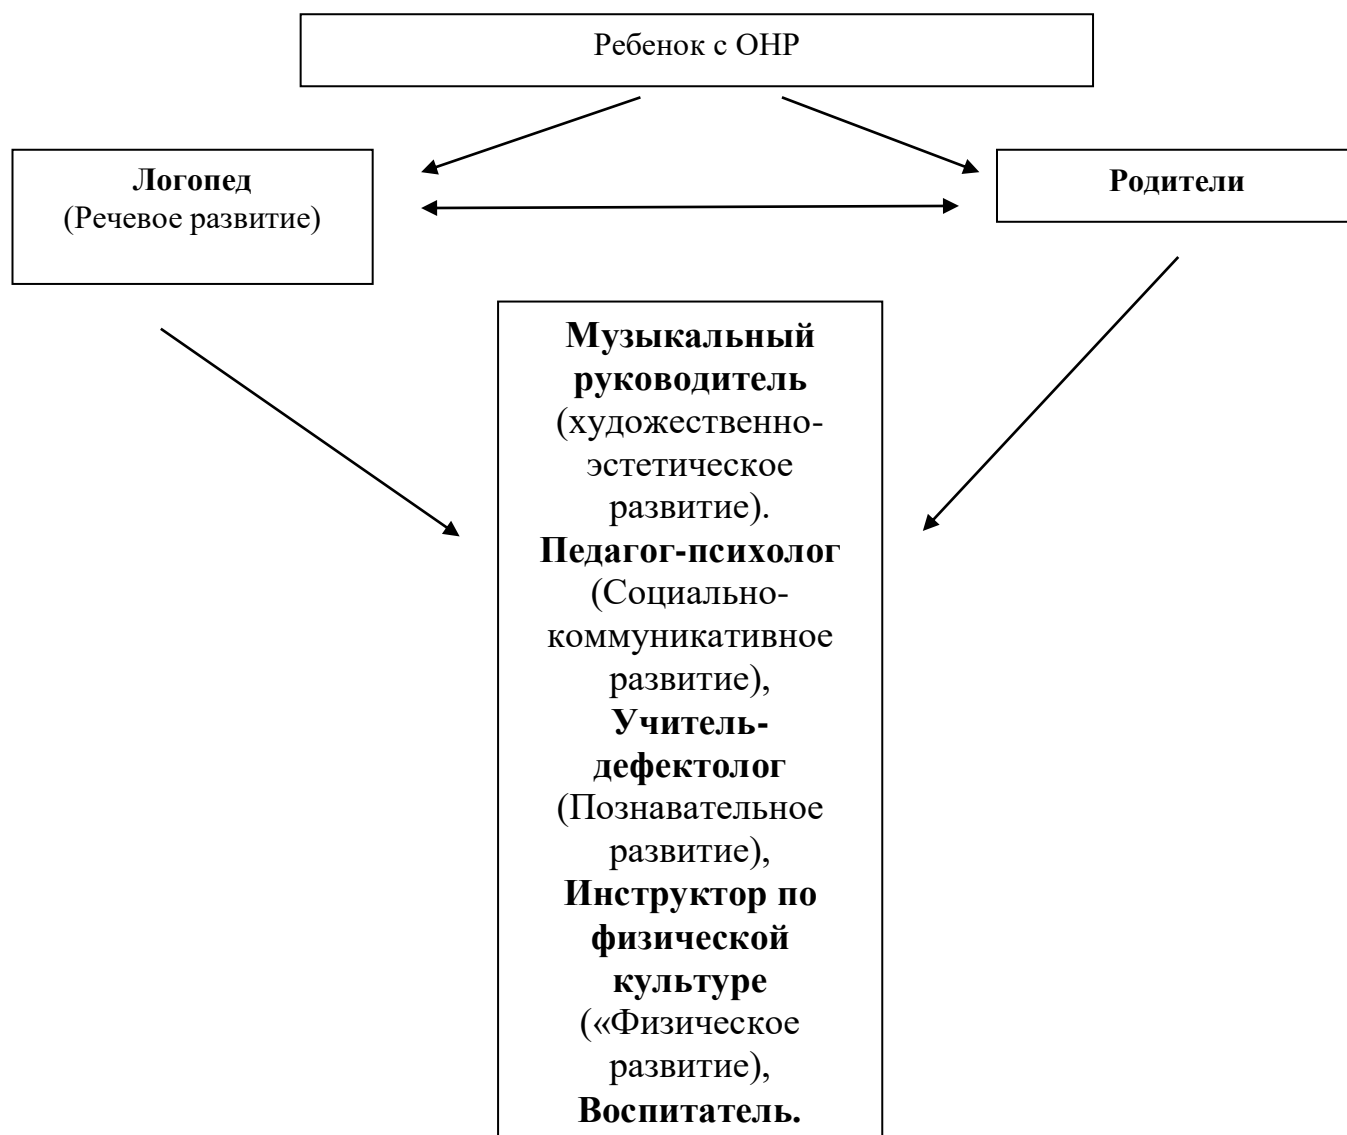 Ребенок с ОНР
Логопед
(Речевое развитие)
Родители
Музыкальный
руководитель
(художественно-
эстетическое
развитие).
Педагог-психолог
(Социально-
коммуникативное
развитие),
Учитель-
дефектолог
(Познавательное
развитие),
Инструктор по
физической
культуре
(«Физическое
развитие),
Воспитатель.